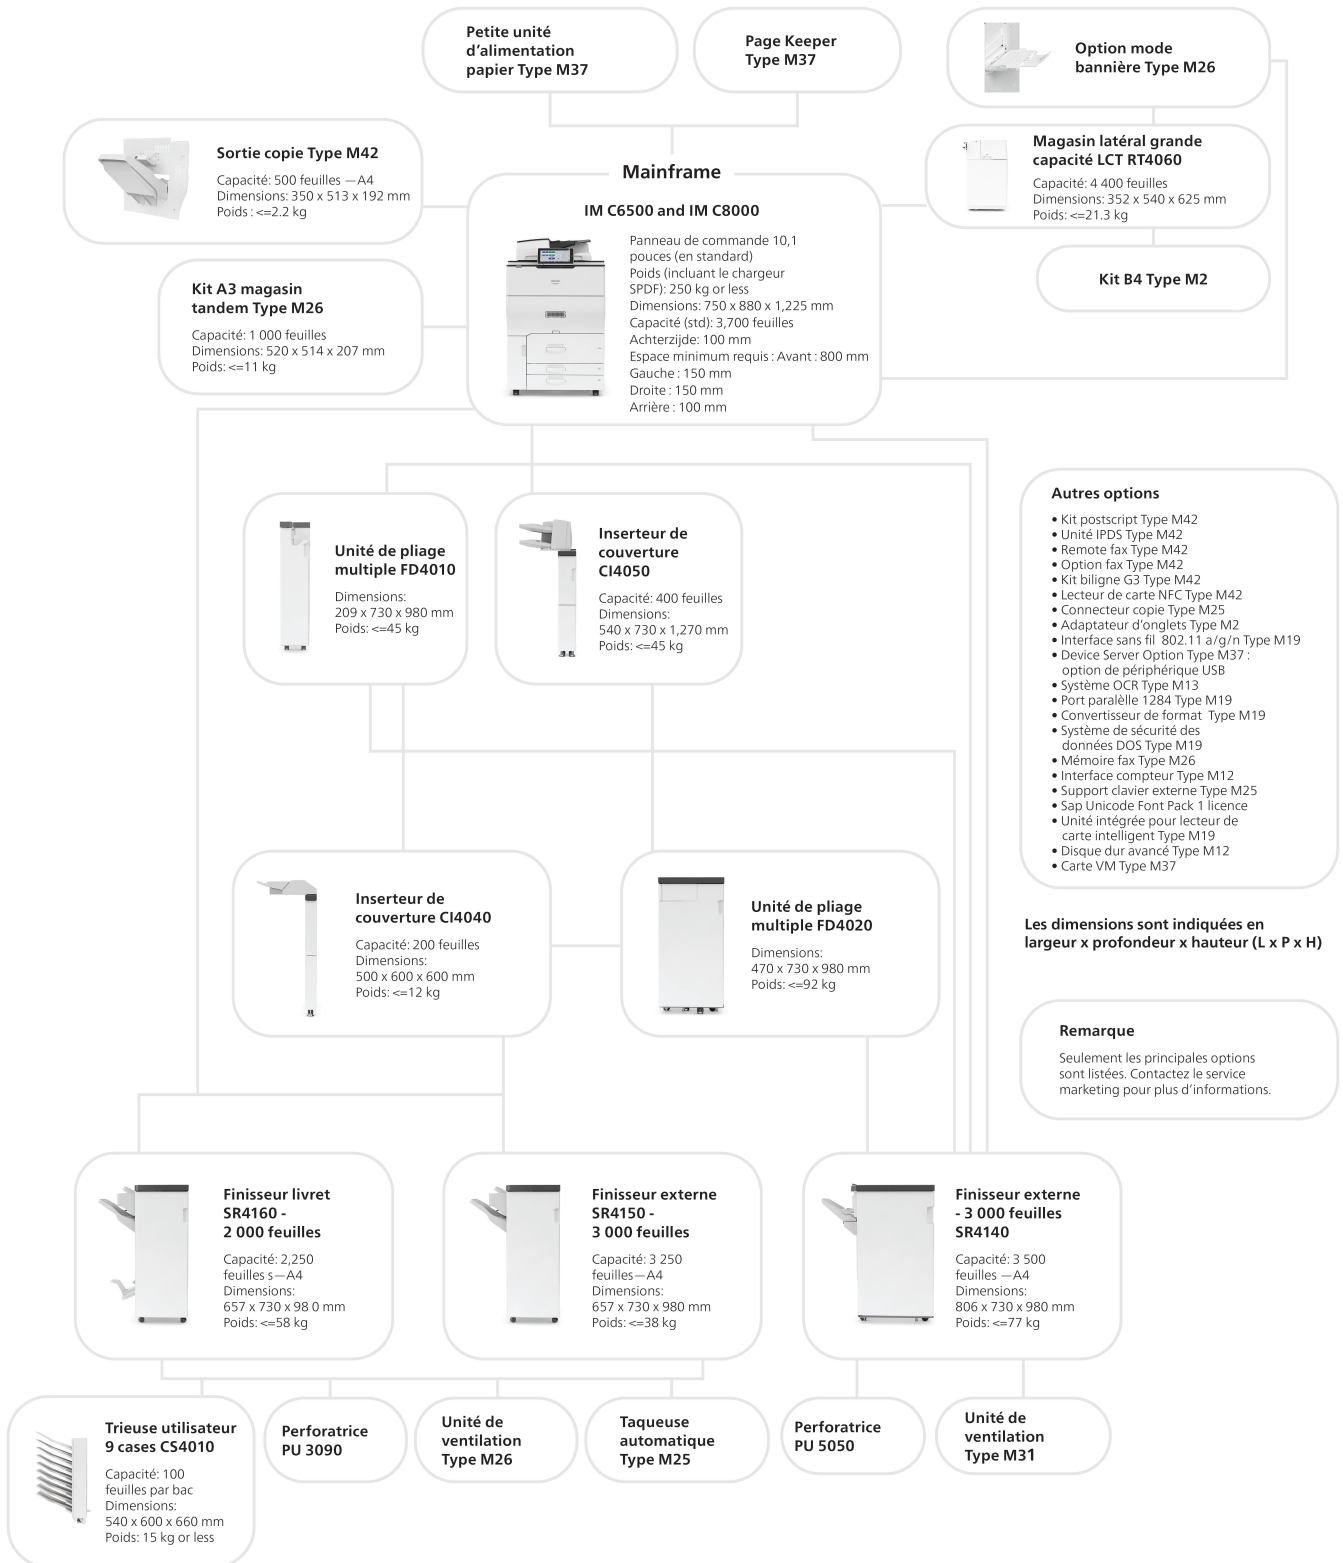 Petite unité
d'alimentation
papier Type M37
Page Keeper
Type M37
Option mode
bannière Type M26
Sortie copie Type M42
Capacité: 500 feuilles —A4
Dimensions: 350 x 513 x 192 mm
Poids : <=2.2 kg
Magasin latéral grande
capacité LCT RT4060
Capacité: 4 400 feuilles
Dimensions: 352 x 540 x 625 mm
Poids: <=21.3 kg
Kit B4 Type M2
Kit A3 magasin
tandem Type M26
Capacité: 1 000 feuilles
Dimensions: 520 x 514 x 207 mm
Poids: <=11 kg
Mainframe
IM C6500 and IM C8000
Panneau de commande 10,1
pouces (en standard)
Poids (incluant le chargeur
SPDF): 250 kg or less
Dimensions: 750 x 880 x 1,225 mm
Capacité (std): 3,700 feuilles
Achterzijde: 100 mm
Espace minimum requis : Avant : 800 mm
Gauche : 150 mm
Droite : 150 mm
Arrière : 100 mm
Unité de pliage
multiple FD4010
Dimensions:
209 x 730 x 980 mm
Poids: <=45 kg
Inserteur de
couverture
CI4050
Capacité: 400 feuilles
Dimensions:
540 x 730 x 1,270 mm
Poids: <=45 kg
Autres options
• Kit postscript Type M42
• Unité IPDS Type M42
• Remote fax Type M42
• Option fax Type M42
• Kit biligne G3 Type M42
• Lecteur de carte NFC Type M42
• Connecteur copie Type M25
• Adaptateur d'onglets Type M2
• Interface sans fil 802.11 a/g/n Type M19
• Device Server Option Type M37 :
option de périphérique USB
• Système OCR Type M13
• Port paralèlle 1284 Type M19
• Convertisseur de format Type M19
• Système de sécurité des
données DOS Type M19
• Mémoire fax Type M26
• Interface compteur Type M12
• Support clavier externe Type M25
• Sap Unicode Font Pack 1 licence
• Unité intégrée pour lecteur de
carte intelligent Type M19
• Disque dur avancé Type M12
• Carte VM Type M37
Inserteur de
couverture CI4040
Capacité: 200 feuilles
Dimensions:
500 x 600 x 600 mm
Poids: <=12 kg
Unité de pliage
multiple FD4020
Dimensions:
470 x 730 x 980 mm
Poids: <=92 kg
Les dimensions sont indiquées en
largeur x profondeur x hauteur (L x P x H)
Remarque
Seulement les principales options
sont listées. Contactez le service
marketing pour plus d'informations.
Finisseur livret
SR4160 -
2 000 feuilles
Capacité: 2,250
feuilles s—A4
Dimensions:
657 x 730 x 98 0 mm
Poids: <=58 kg
Finisseur externe
SR4150 -
3 000 feuilles
Capacité: 3 250
feuilles—A4
Dimensions:
657 x 730 x 980 mm
Poids: <=38 kg
Finisseur externe
- 3 000 feuilles
SR4140
Capacité: 3 500
feuilles —A4
Dimensions:
806 x 730 x 980 mm
Poids: <=77 kg
Trieuse utilisateur
9 cases CS4010
Capacité: 100
feuilles par bac
Dimensions:
540 x 600 x 660 mm
Poids: 15 kg or less
Perforatrice
PU 3090
Unité de
ventilation
Type M26
Taqueuse
automatique
Type M25
Perforatrice
PU 5050
Unité de
ventilation
Type M31